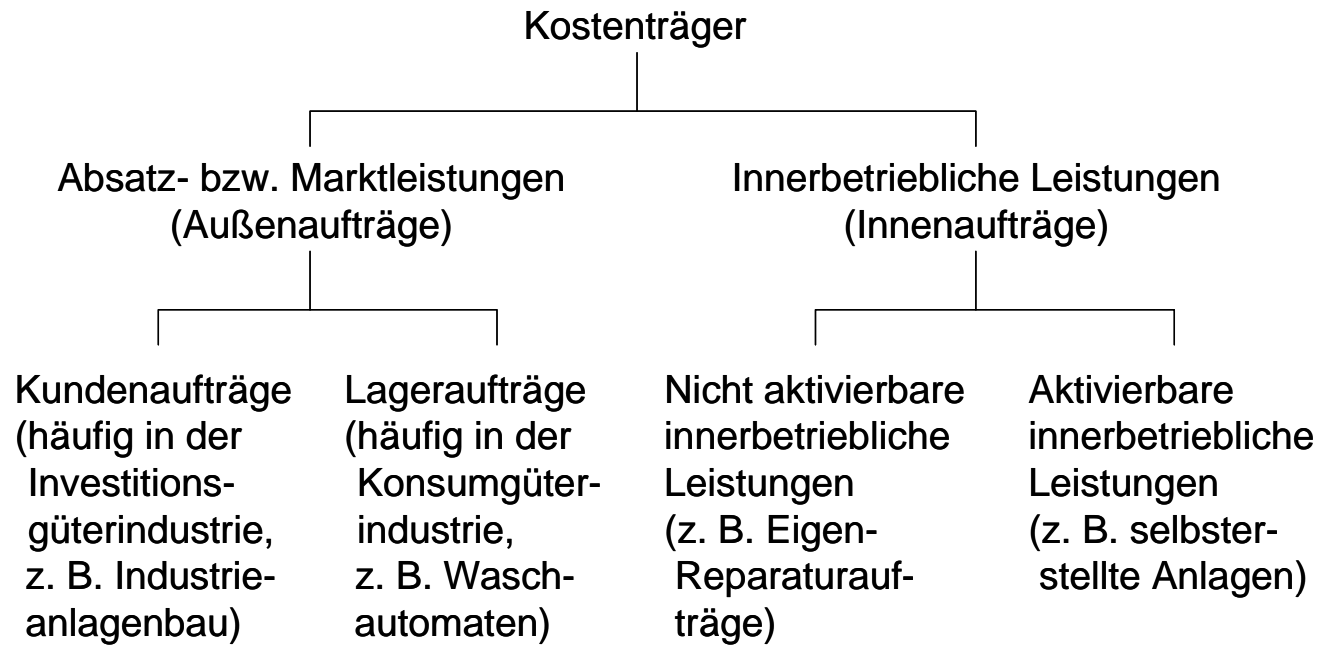 Kostenträger
Absatz- bzw. Marktleistungen
(Außenaufträge)
Innerbetriebliche Leistungen
(Innenaufträge)
Kundenaufträge
(häufig in der
Investitions-
güterindustrie,
z. B. Industrie-
anlagenbau)
Lageraufträge
(häufig in der
Konsumgüter-
industrie,
z. B. Wasch-
automaten)
Nicht aktivierbare
innerbetriebliche
Leistungen
(z. B. Eigen-
Reparaturauf-
träge)
Aktivierbare
innerbetriebliche
Leistungen
(z. B. selbster-
stellte Anlagen)